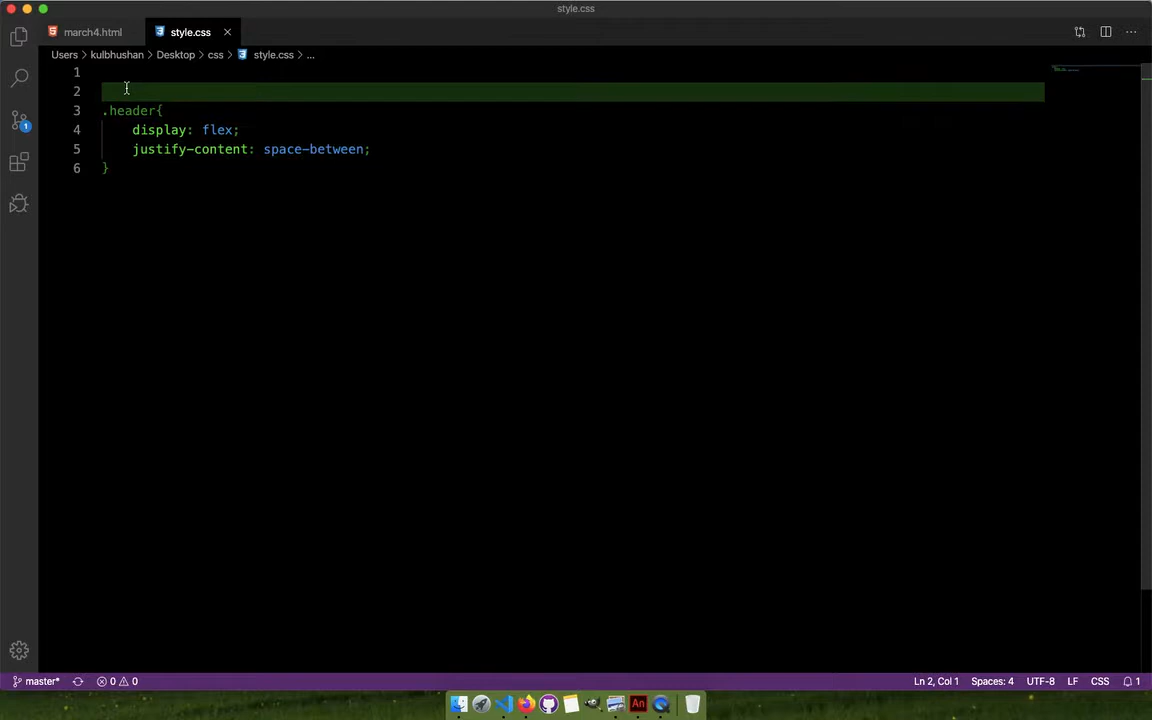 style.css
march4.html
style.css
Users > kulbhushan > Desktop > css > style.css > ...
1
2
3 .header{
4 display: flex;
5 justify-content: space-between;
6 }
1
master*
0 0
Ln 2, Col 1
Spaces: 4
UTF-8
LF
CSS
1
An